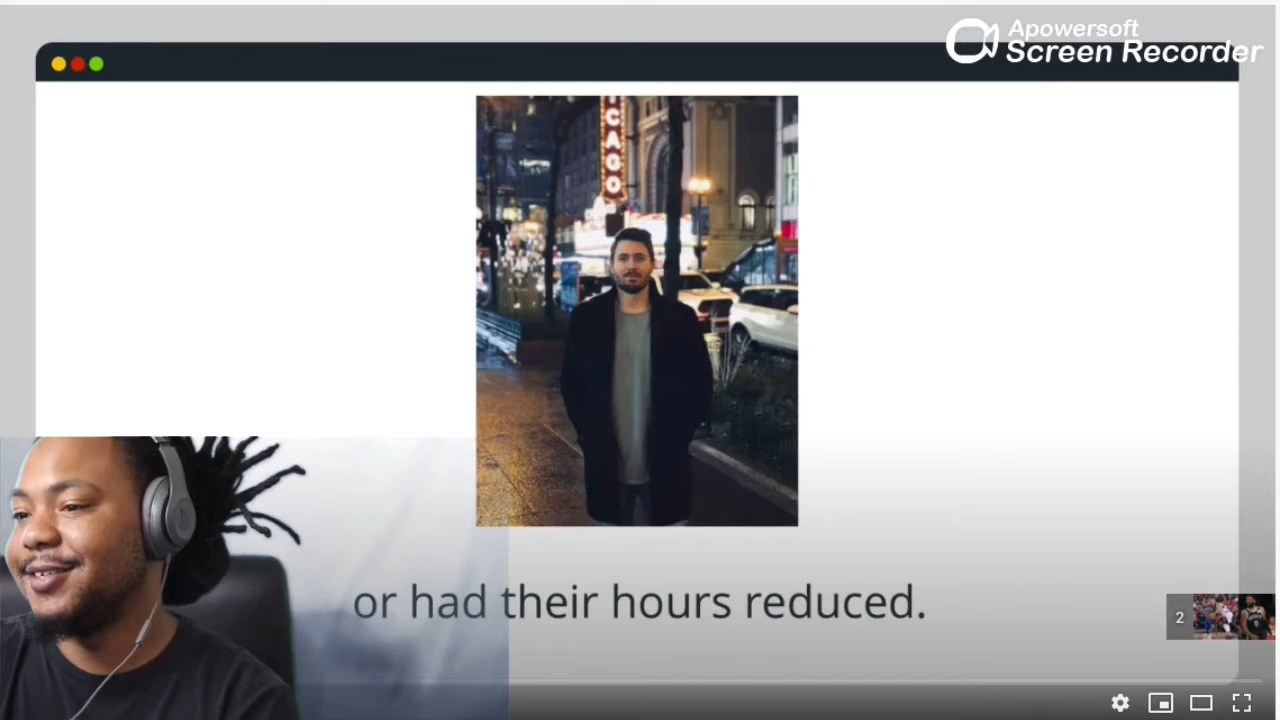 Apowersoft
Screen Recorder
CAGO
or had their hours reduced.
2